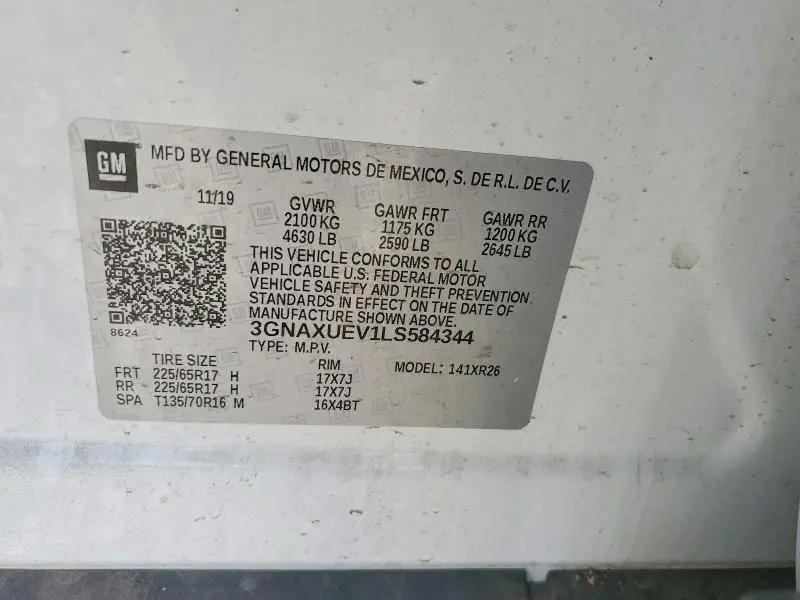 GM MFD BY GENERAL MOTORS DE MEXICO, S. DE R.L. DE C.V.
11/19 GVWR GAWR FRT GAWR RR
2100 KG 1175 KG 1200 KG
4630 LB 2590 LB 2645 LB
THIS VEHICLE CONFORMS TO ALL
APPLICABLE U.S. FEDERAL MOTOR
VEHICLE SAFETY AND THEFT PREVENTION
STANDARDS IN EFFECT ON THE DATE OF
MANUFACTURE SHOWN ABOVE.
8624 3GNAXUEV1LS584344
TYPE: M.P.V. MODEL: 141XR26
TIRE SIZE RIM
FRT 225/65R17 H 17X7J
RR 225/65R17 H 17X7J
SPA T135/70R16 M 16X4BT